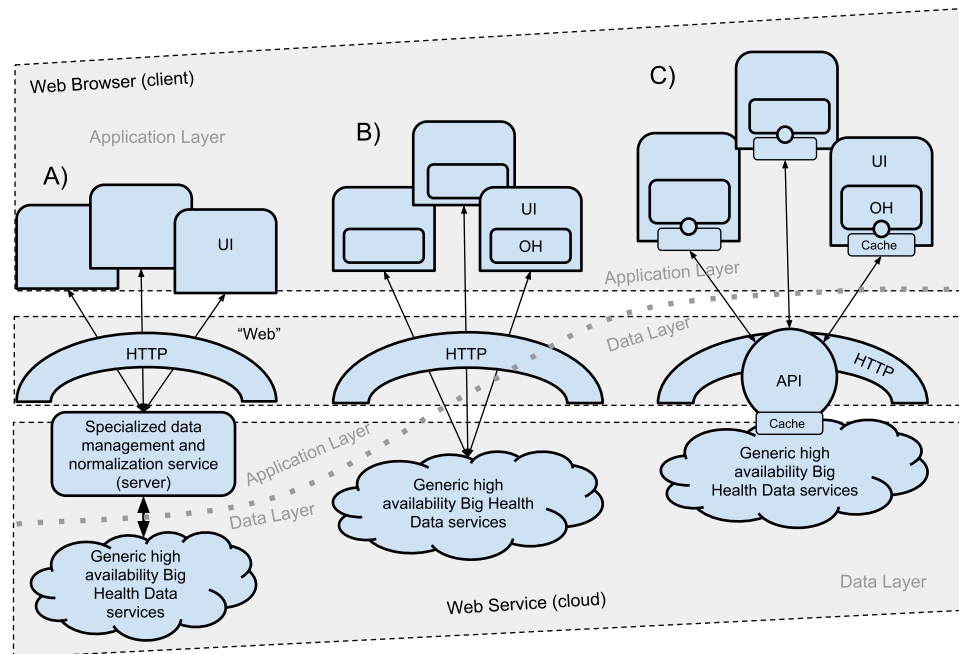 Web Browser (client)
Application Layer
A)
B)
C)
UI
UI
OH
UI
OH
Cache
Application Layer
Data Layer
“Web”
HTTP
HTTP
HTTP
API
Cache
Specialized data
management and
normalization service
(server)
Application Layer
Data Layer
Generic high
availability Big
Health Data
services
Generic high
availability Big Health
Data services
Generic high
availability Big
Health Data services
Data Layer
Web Service (cloud)